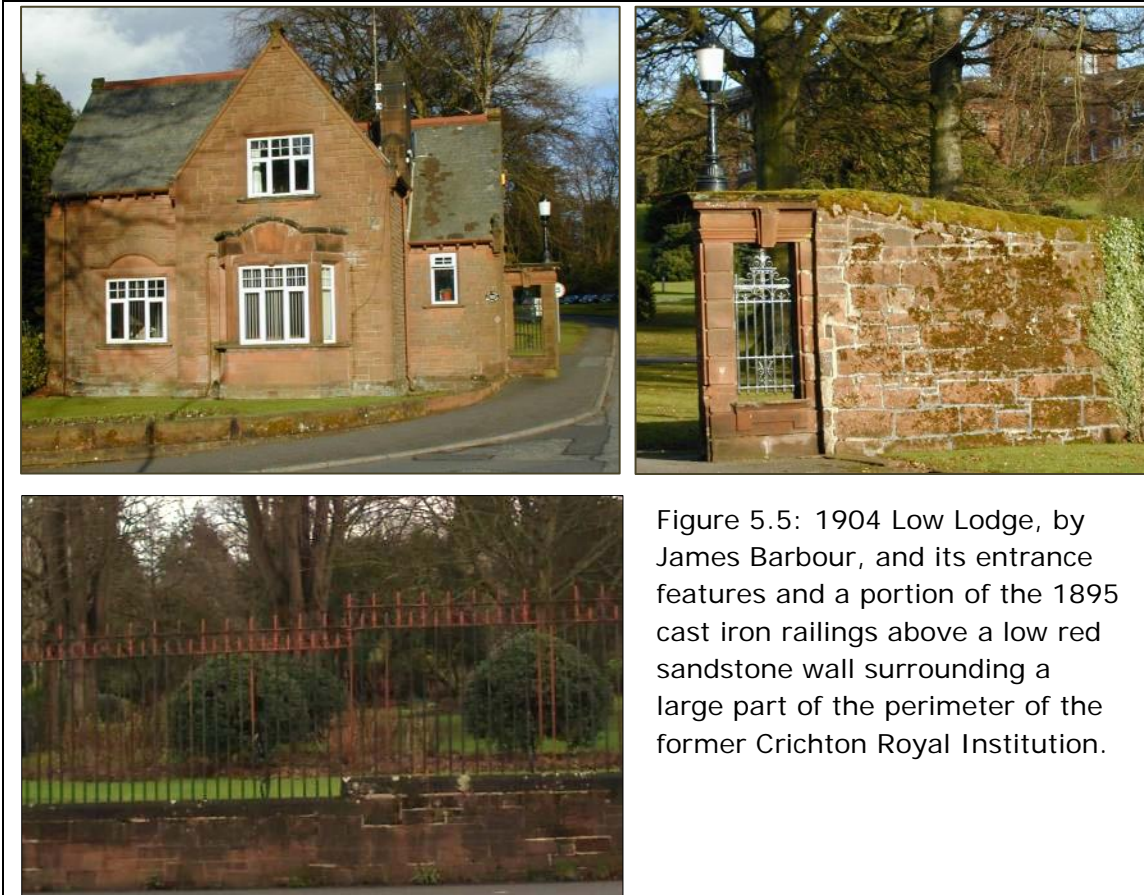 Figure 5.5: 1904 Low Lodge, by
James Barbour, and its entrance
features and a portion of the 1895
cast iron railings above a low red
sandstone wall surrounding a
large part of the perimeter of the
former Crichton Royal Institution.